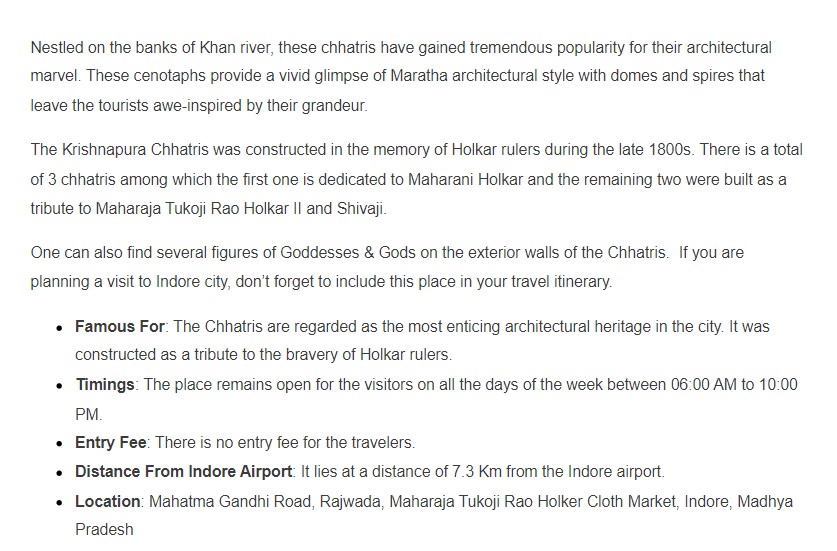 Nestled on the banks of Khan river, these chhatris have gained tremendous popularity for their architectural
marvel. These cenotaphs provide a vivid glimpse of Maratha architectural style with domes and spires that
leave the tourists awe-inspired by their grandeur.
The Krishnapura Chhatris was constructed in the memory of Holkar rulers during the late 1800s. There is a total
of 3 chhatris among which the first one is dedicated to Maharani Holkar and the remaining two were built as a
tribute to Maharaja Tukoji Rao Holkar II and Shivaji.
One can also find several figures of Goddesses & Gods on the exterior walls of the Chhatris.  If you are
planning a visit to Indore city, don’t forget to include this place in your travel itinerary.
• Famous For: The Chhatris are regarded as the most enticing architectural heritage in the city. It was
constructed as a tribute to the bravery of Holkar rulers.
• Timings: The place remains open for the visitors on all the days of the week between 06:00 AM to 10:00
PM.
• Entry Fee: There is no entry fee for the travelers.
• Distance From Indore Airport: It lies at a distance of 7.3 Km from the Indore airport.
• Location: Mahatma Gandhi Road, Rajwada, Maharaja Tukoji Rao Holker Cloth Market, Indore, Madhya
Pradesh